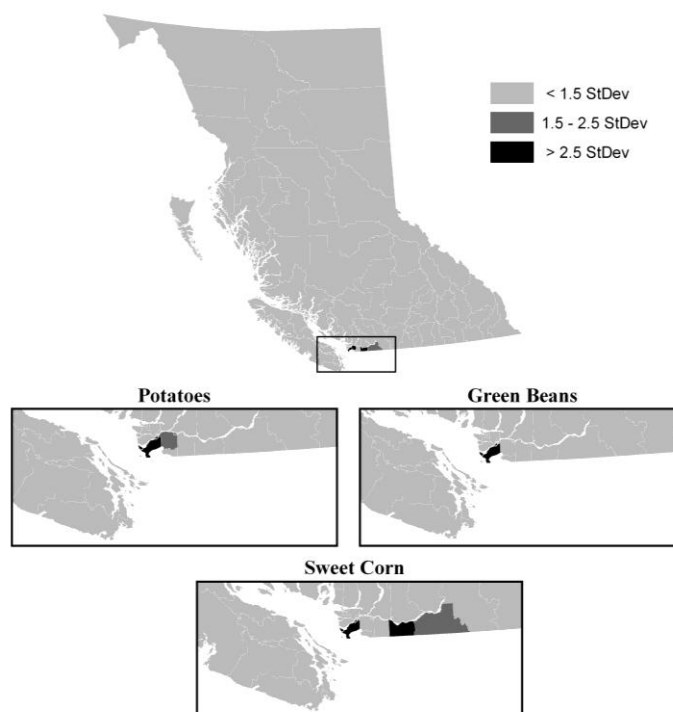 < 1.5 StDev
1.5 - 2.5 StDev
> 2.5 StDev
Potatoes
Green Beans
Sweet Corn